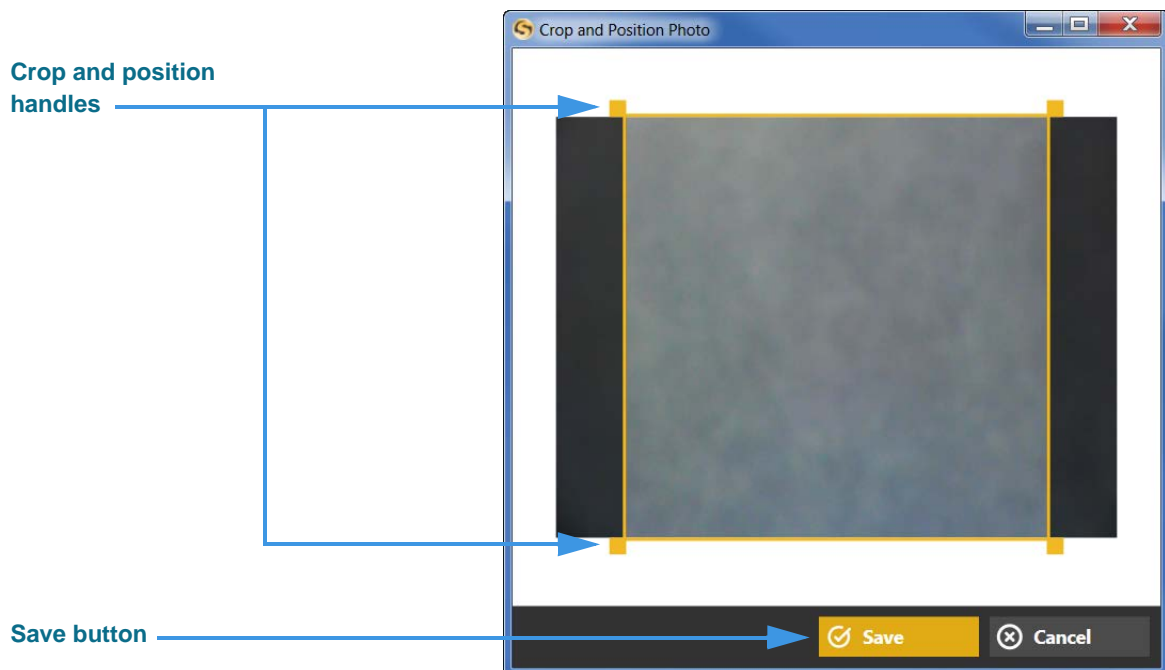 Crop and Position Photo
Crop and position
handles
Save button
Save
Cancel